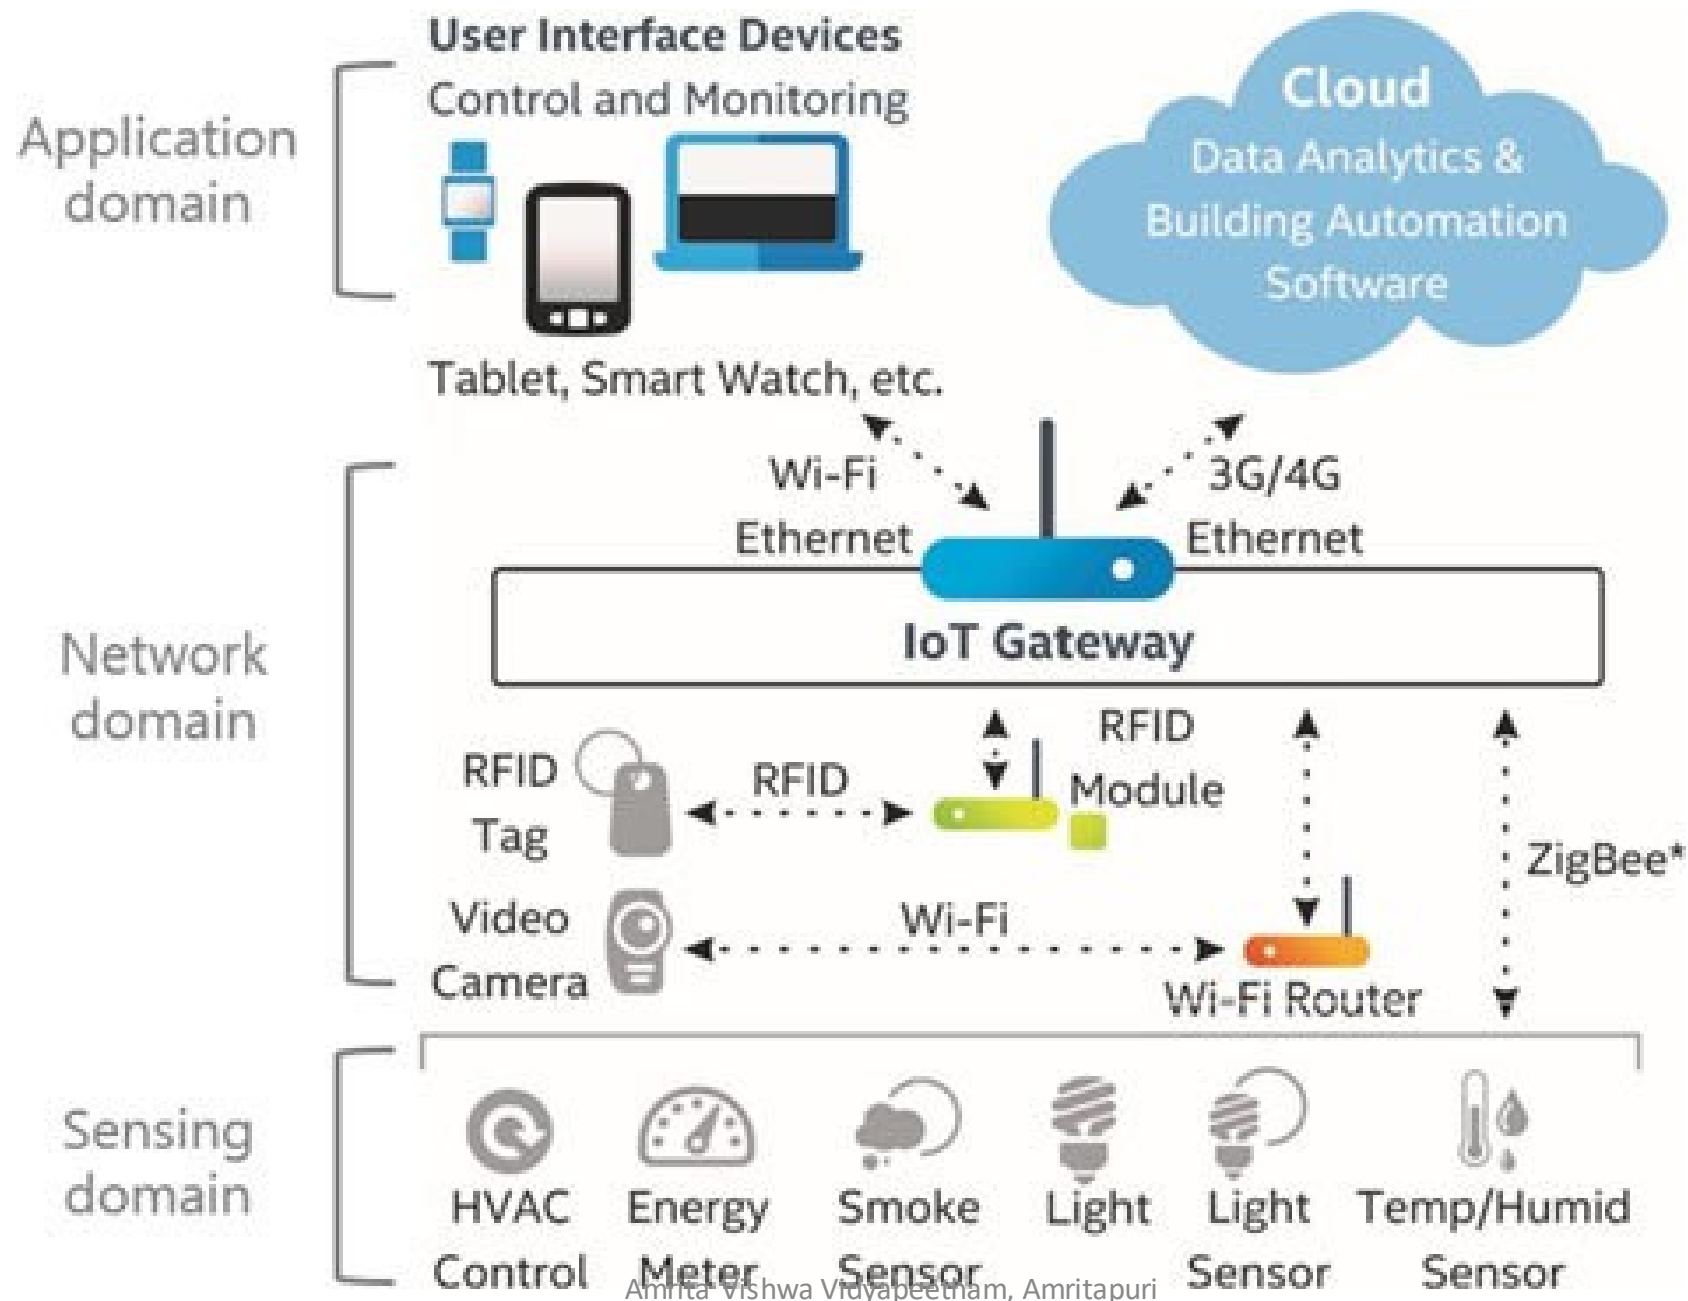 User Interface Devices
Control and Monitoring
Application
domain
Tablet, Smart Watch, etc.
Cloud
Data Analytics &
Building Automation
Software
Wi-Fi
Ethernet
3G/4G
Ethernet
Network
domain
IoT Gateway
RFID
Tag
RFID
RFID
Module
ZigBee*
Video
Camera
Wi-Fi
Wi-Fi Router
Sensing
domain
HVAC
Control
Energy
Meter
Smoke
Sensor
Light
Light
Sensor
Temp/Humid
Sensor
Amrita Vishwa Vidyapeetham, Amritapuri